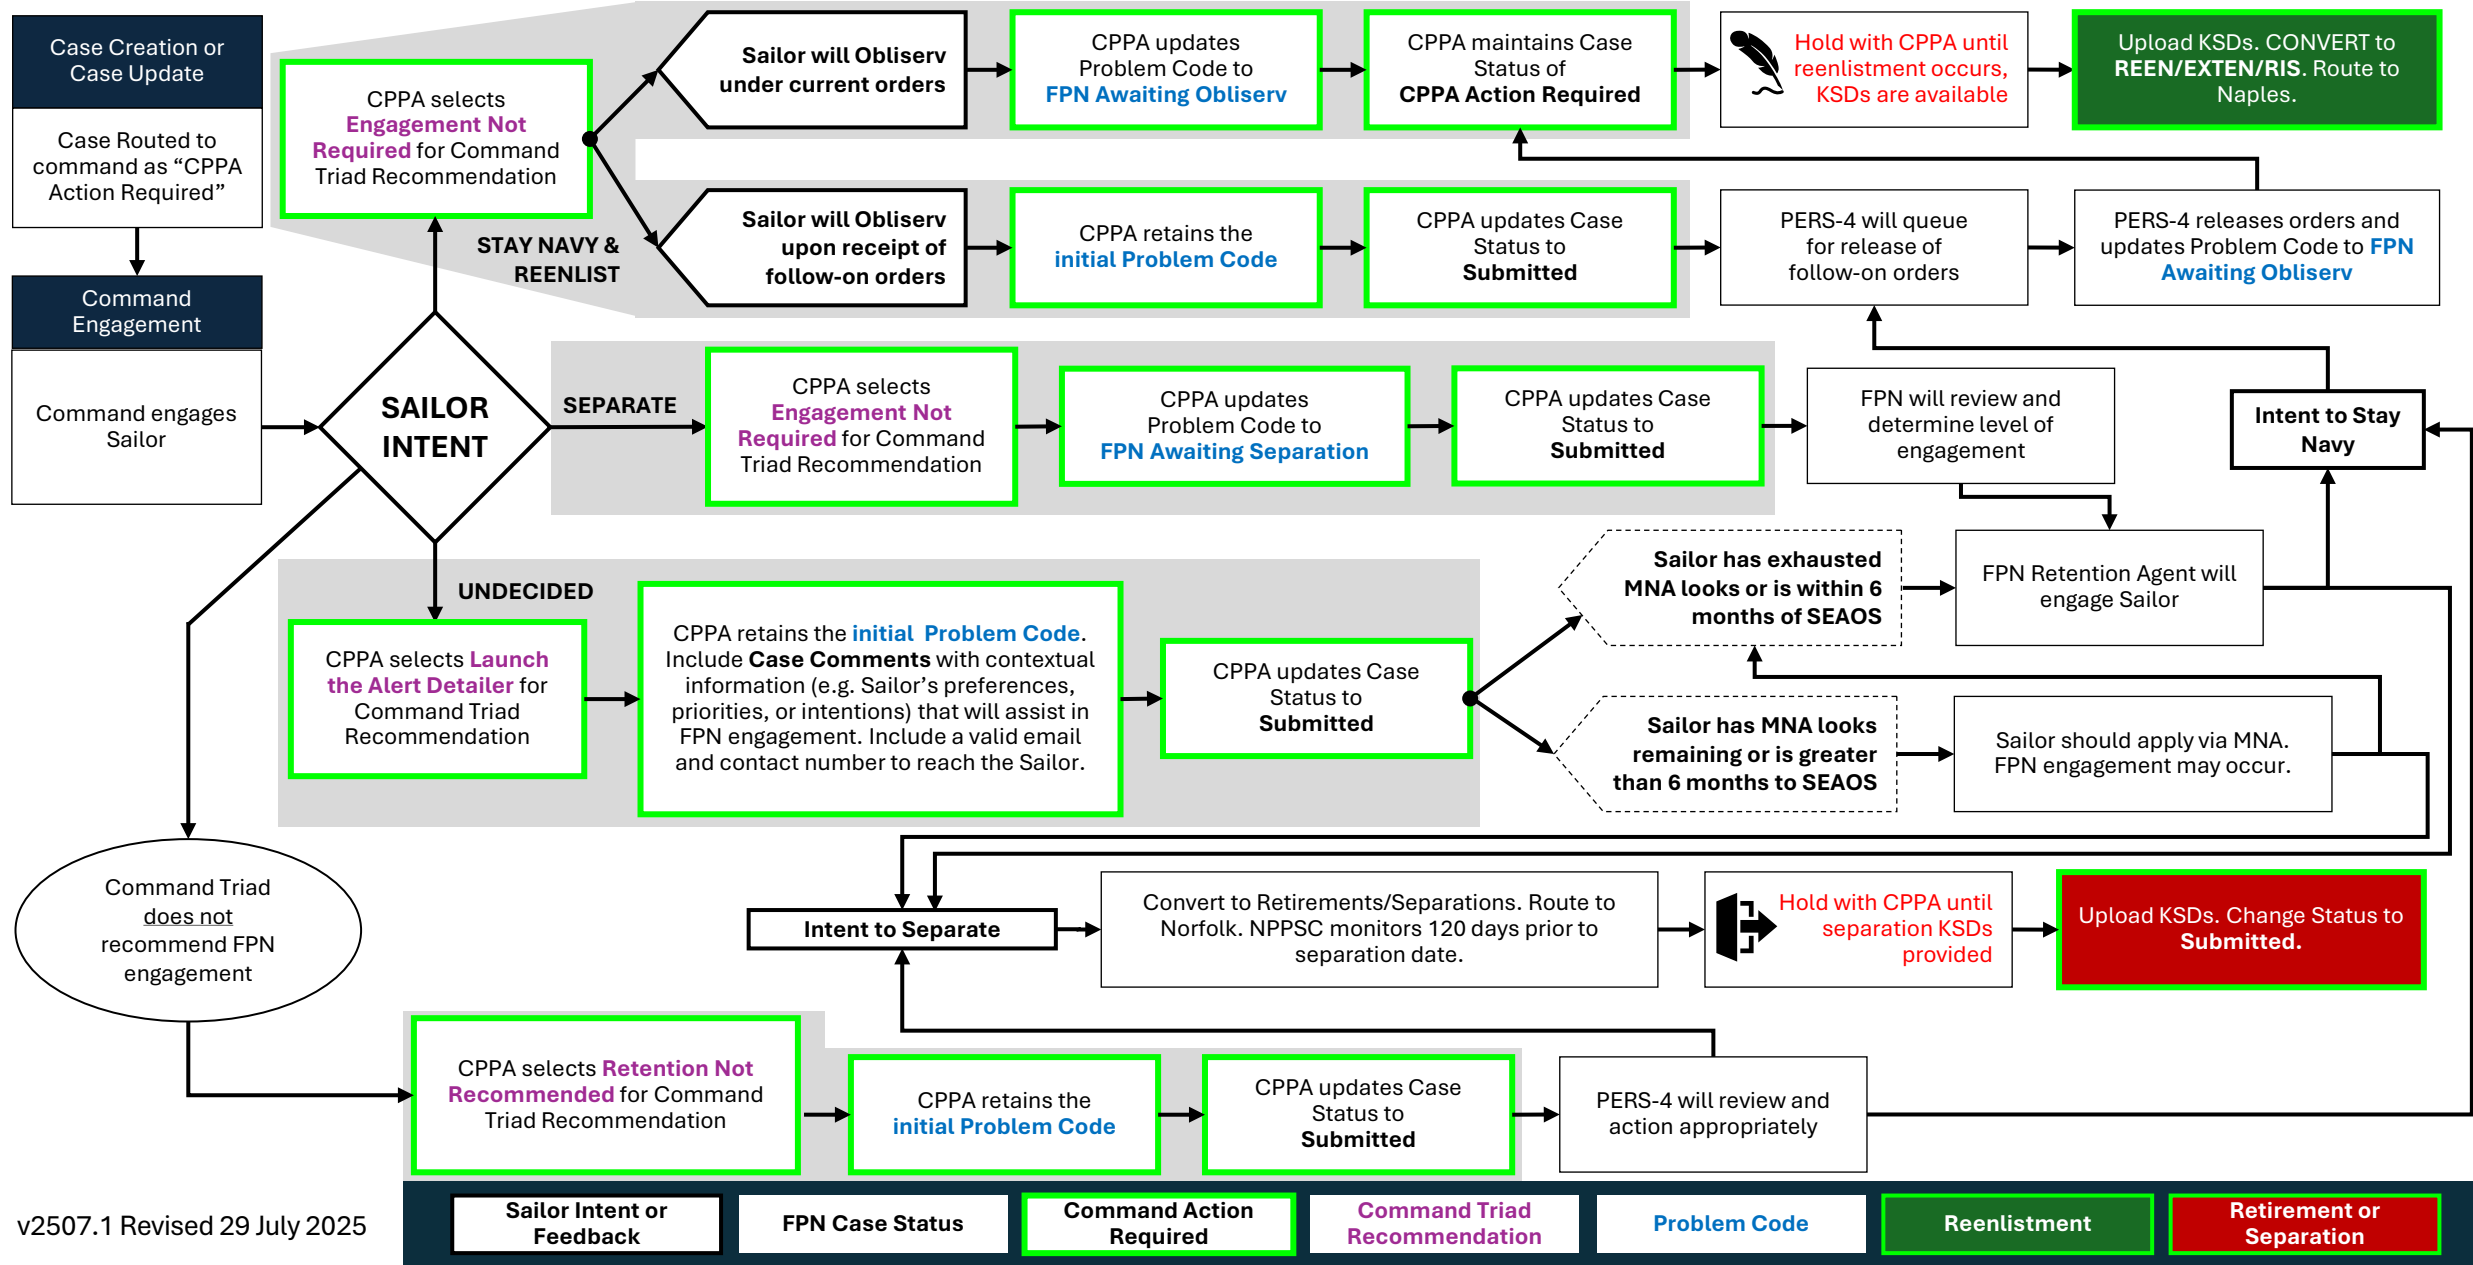 Case Creation or
Case Update
Case Routed to
command as “CPPA
Action Required”
Command
Engagement
Command engages
Sailor
SAILOR
INTENT
CPPA selects
Engagement Not
Required for Command
Triad Recommendation
STAY NAVY &
REENLIST
Sailor will Obliserv
under current orders
CPPA updates
Problem Code to
FPN Awaiting Obliserv
CPPA maintains Case
Status of
CPPA Action Required
Hold with CPPA until
reenlistment occurs,
KSDs are available
Upload KSDs. CONVERT to
REEN/EXTEN/RIS. Route to
Naples.
Sailor will Obliserv
upon receipt of
follow-on orders
CPPA retains the
initial Problem Code
CPPA updates Case
Status to
Submitted
PERS-4 will queue
for release of
follow-on orders
PERS-4 releases orders and
updates Problem Code to FPN
Awaiting Obliserv
SEPARATE
CPPA selects
Engagement Not
Required for Command
Triad Recommendation
CPPA updates
Problem Code to
FPN Awaiting Separation
CPPA updates Case
Status to
Submitted
FPN will review and
determine level of
engagement
Intent to Stay
Navy
UNDECIDED
CPPA selects Launch
the Alert Detailer for
Command Triad
Recommendation
CPPA retains the initial Problem Code.
Include Case Comments with contextual
information (e.g. Sailor’s preferences,
priorities, or intentions) that will assist in
FPN engagement. Include a valid email
and contact number to reach the Sailor.
CPPA updates Case
Status to
Submitted
Sailor has exhausted
MNA looks or is within 6
months of SEAOS
FPN Retention Agent will
engage Sailor
Sailor has MNA looks
remaining or is greater
than 6 months to SEAOS
Sailor should apply via MNA.
FPN engagement may occur.
Command Triad
does not
recommend FPN
engagement
Intent to Separate
Convert to Retirements/Separations. Route to
Norfolk. NPPSC monitors 120 days prior to
separation date.
Hold with CPPA until
separation KSDs
provided
Upload KSDs. Change Status to
Submitted.
CPPA selects Retention Not
Recommended for Command
Triad Recommendation
CPPA retains the
initial Problem Code
CPPA updates Case
Status to
Submitted
PERS-4 will review and
action appropriately
v2507.1 Revised 29 July 2025
Sailor Intent or
Feedback
FPN Case Status
Command Action
Required
Command Triad
Recommendation
Problem Code
Reenlistment
Retirement or
Separation